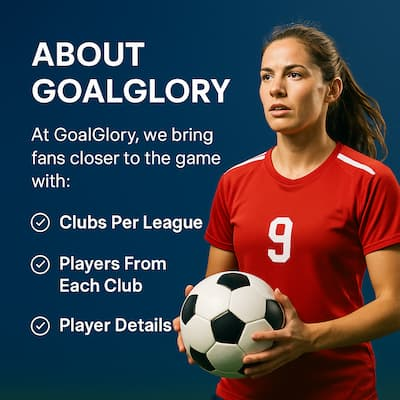 ABOUT
GOALGLORY
At GoalGlory, we bring
fans closer to the game
with:
Clubs Per League
Players From
Each Club
Player Details
9